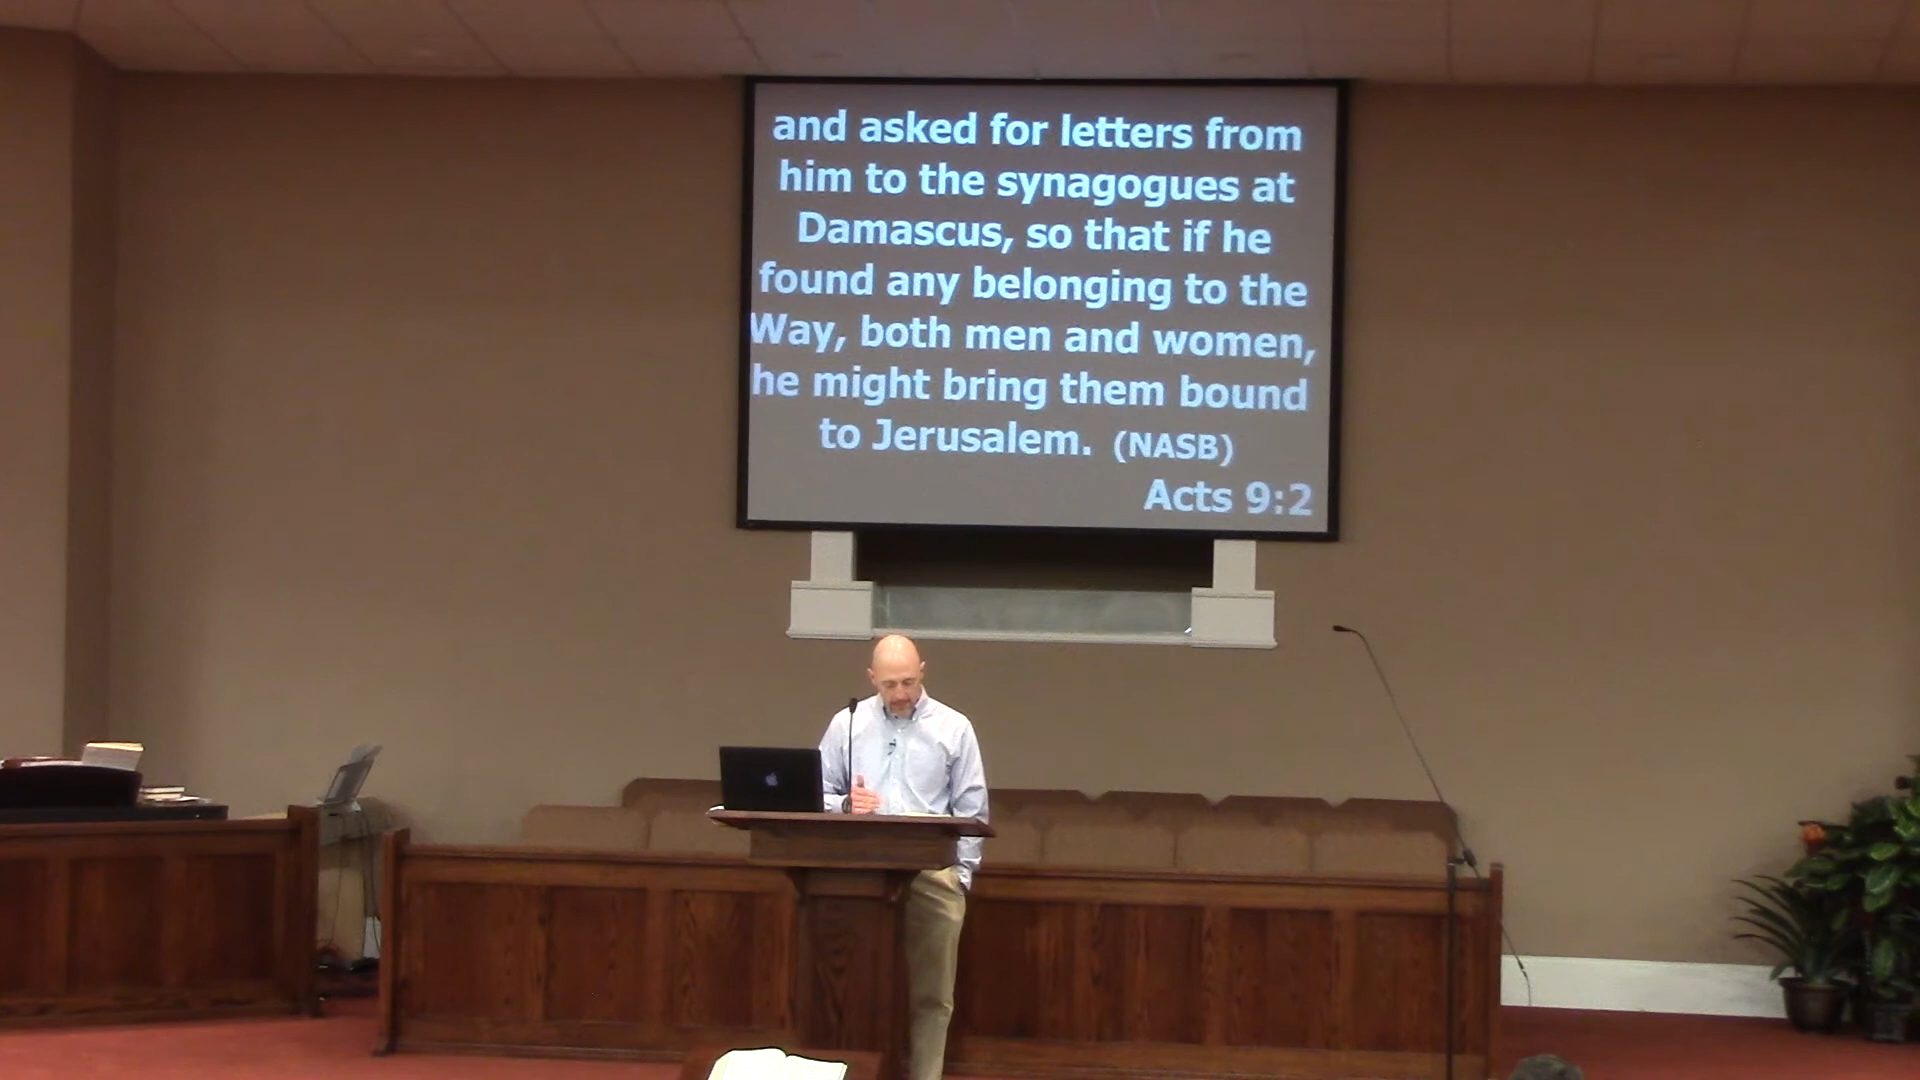 and asked for letters from
him to the synagogues at
Damascus, so that if he
found any belonging to the
Way, both men and women,
he might bring them bound
to Jerusalem. (NASB)
Acts 9:2